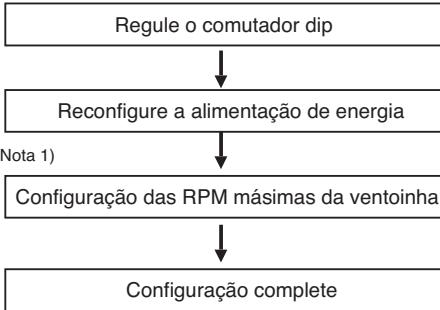 Regule o comutador dip
Reconfigure a alimentação de energia
Nota 1)
Configuração das RPM másimas da ventoinha
Configuração complete